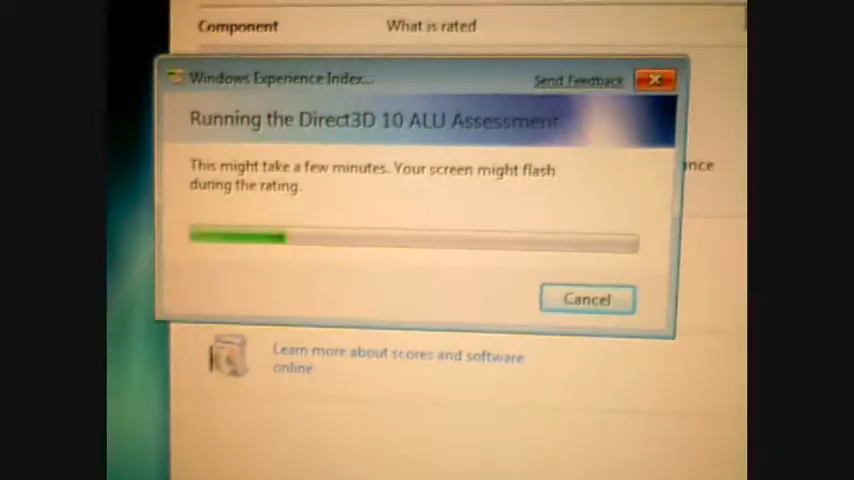 Component What is rated
Windows Experience Index... Send Feedback
Running the Direct3D 10 ALU Assessment
This might take a few minutes. Your screen might flash
during the rating.
Cancel
Learn more about scores and software
online